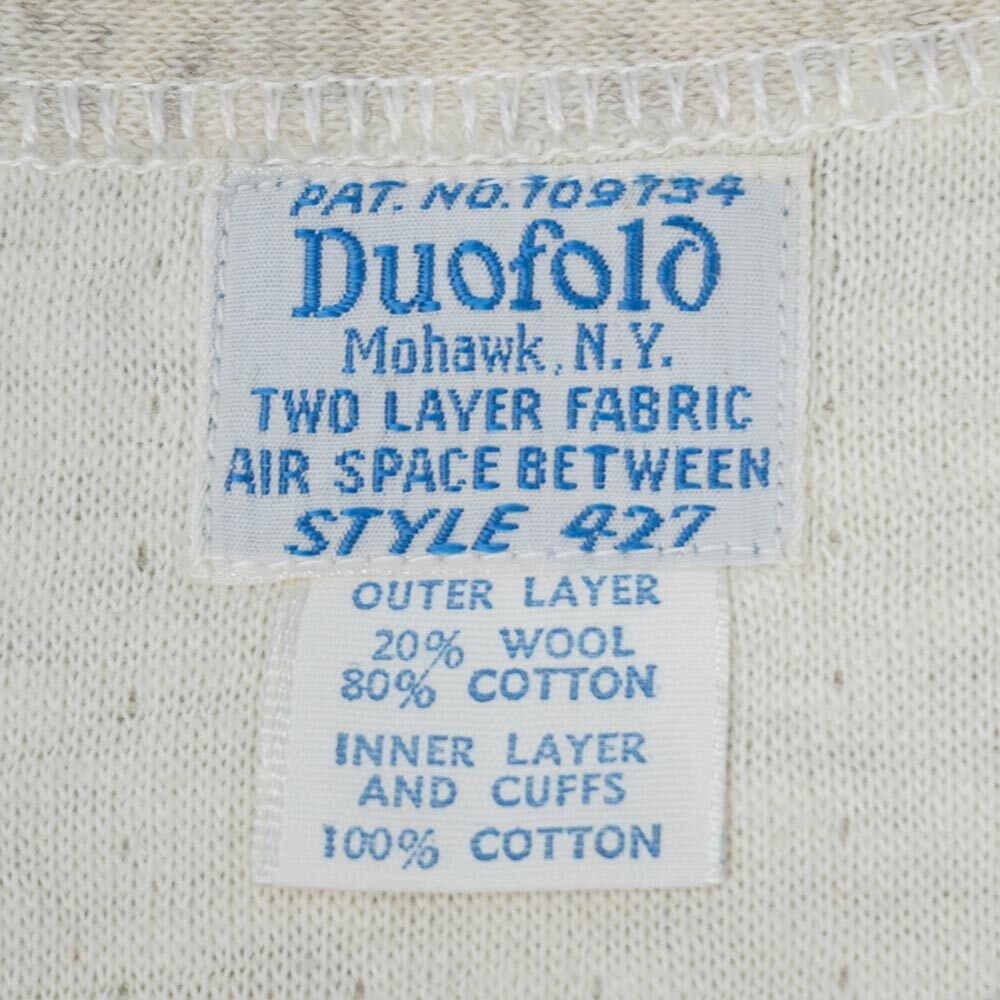 PAT. NO. 709734
Duofold
Mohawk, N.Y.
TWO LAYER FABRIC
AIR SPACE BETWEEN
STYLE 427
OUTER LAYER
20% WOOL
80% COTTON
INNER LAYER
AND CUFFS
100% COTTON